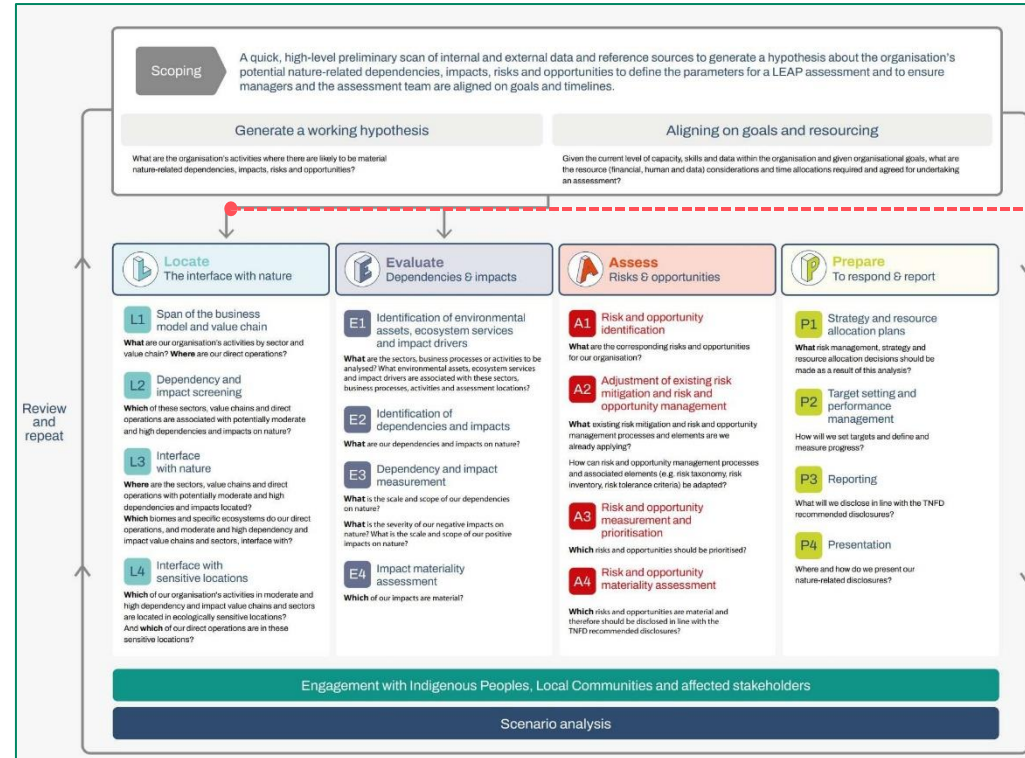 Scoping
A quick, high-level preliminary scan of internal and external data and reference sources to generate a hypothesis about the organisation's
potential nature-related dependencies, impacts, risks and opportunities to define the parameters for a LEAP assessment and to ensure
managers and the assessment team are aligned on goals and timelines.
Generate a working hypothesis
What are the organisation's activities where there are likely to be material
nature-related dependencies, impacts, risks and opportunities?
Aligning on goals and resourcing
Given the current level of capacity, skills and data within the organisation and given organisational goals, what are
the resource (financial, human and data) considerations and time allocations required and agreed for undertaking
an assessment?
Review
and
repeat
L
Locate
The interface with nature
L1
Span of the business
model and value chain
What are our organisation's activities by sector and
value chain? Where are our direct operations?
L2
Dependency and
impact screening
Which of these sectors, value chains and direct
operations are associated with potentially moderate
and high dependencies and impacts on nature?
L3
Interface
with nature
Where are the sectors, value chains and direct
operations with potentially moderate and high
dependencies and impacts located?
Which biomes and specific ecosystems do our direct
operations, and moderate and high dependency and
impact value chains and sectors, interface with?
L4
Interface with
sensitive locations
Which of our organisation's activities in moderate and
high dependency and impact value chains and sectors
are located in ecologically sensitive locations?
And which of our direct operations are in these
sensitive locations?
E
Evaluate
Dependencies & impacts
E1
Identification of environmental
assets, ecosystem services
and impact drivers
What are the sectors, business processes or activities to be
analysed? What environmental assets, ecosystem services
and impact drivers are associated with these sectors,
business processes, activities and assessment locations?
E2
Identification of
dependencies and impacts
What are our dependencies and impacts on nature?
E3
Dependency and impact
measurement
What is the scale and scope of our dependencies
on nature?
What is the severity of our negative impacts on
nature? What is the scale and scope of our positive
impacts on nature?
E4
Impact materiality
assessment
Which of our impacts are material?
A
Assess
Risks & opportunities
A1
Risk and opportunity
identification
What are the corresponding risks and opportunities
for our organisation?
A2
Adjustment of existing risk
mitigation and risk and
opportunity management
What existing risk mitigation and risk and opportunity
management processes and elements are we
already applying?
How can risk and opportunity management processes
and associated elements (e.g. risk taxonomy, risk
inventory, risk tolerance criteria) be adapted?
A3
Risk and opportunity
measurement and
prioritisation
Which risks and opportunities should be prioritised?
A4
Risk and opportunity
materiality assessment
Which risks and opportunities are material and
therefore should be disclosed in line with the
TNFD recommended disclosures?
P
Prepare
To respond & report
P1
Strategy and resource
allocation plans
What risk management, strategy and
resource allocation decisions should be
made as a result of this analysis?
P2
Target setting and
performance
management
How will we set targets and define and
measure progress?
P3
Reporting
What will we disclose in line with the TNFD
recommended disclosures?
P4
Presentation
Where and how do we present our
nature-related disclosures?
Engagement with Indigenous Peoples, Local Communities and affected stakeholders
Scenario analysis